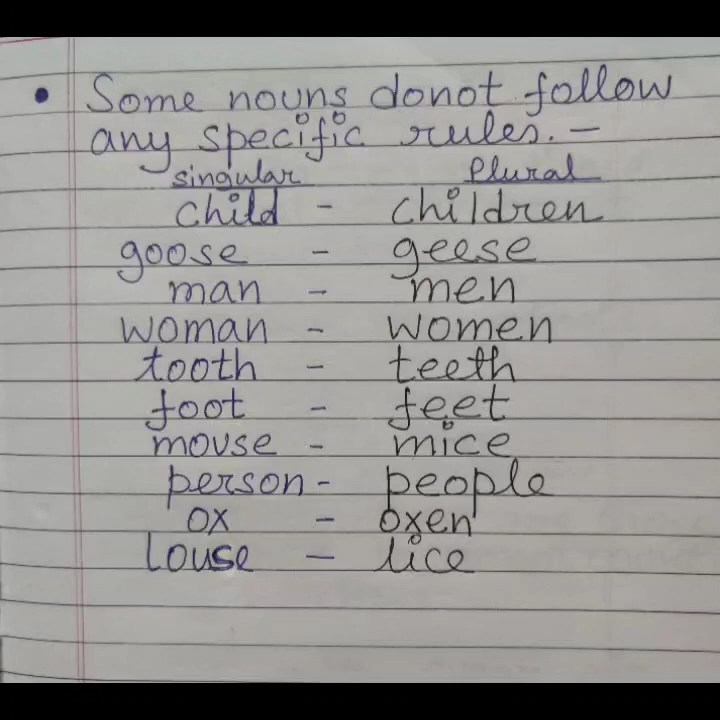 • Some nouns donot follow
any specific rules. –
singular Plural
child – children
goose – geese
man – men
woman – women
tooth – teeth
foot – feet
mouse – mice
person – people
ox – oxen
Louse – lice